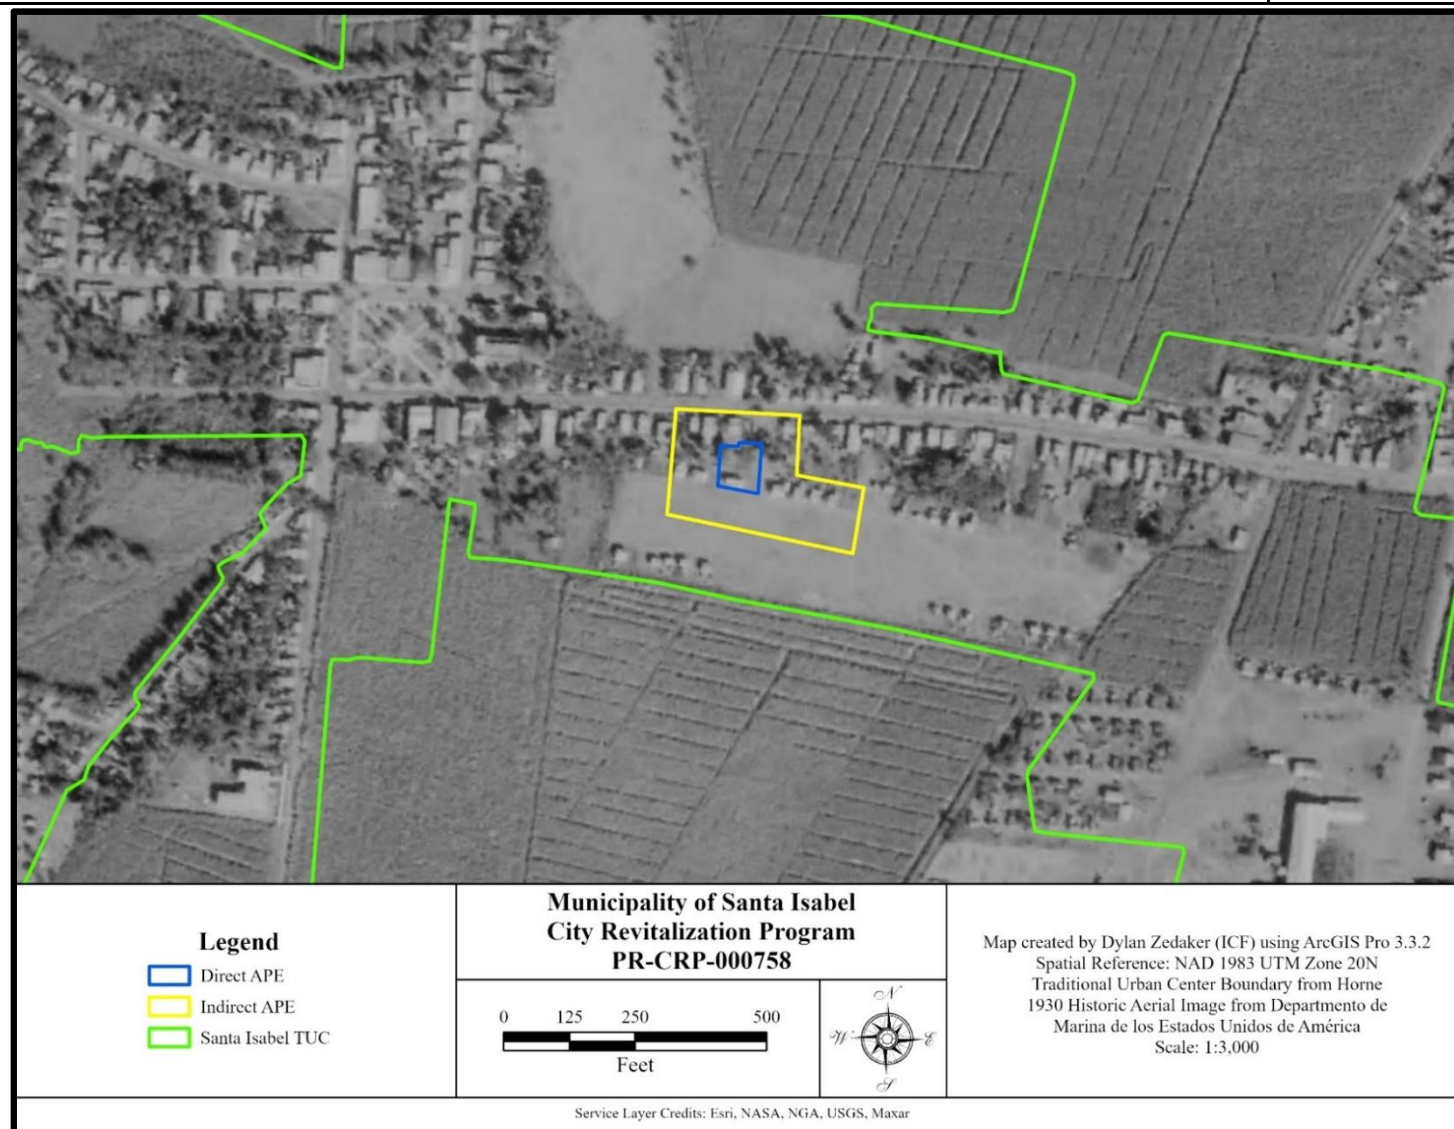 Legend
Direct APE
Indirect APE
Santa Isabel TUC
Municipality of Santa Isabel
City Revitalization Program
PR-CRP-000758
0 125 250 500
Feet
N
W E
S
Map created by Dylan Zedaker (ICF) using ArcGIS Pro 3.3.2
Spatial Reference: NAD 1983 UTM Zone 20N
Traditional Urban Center Boundary from Horne
1930 Historic Aerial Image from Departmento de
Marina de los Estados Unidos de América
Scale: 1:3,000
Service Layer Credits: Esri, NASA, NGA, USGS, Maxar